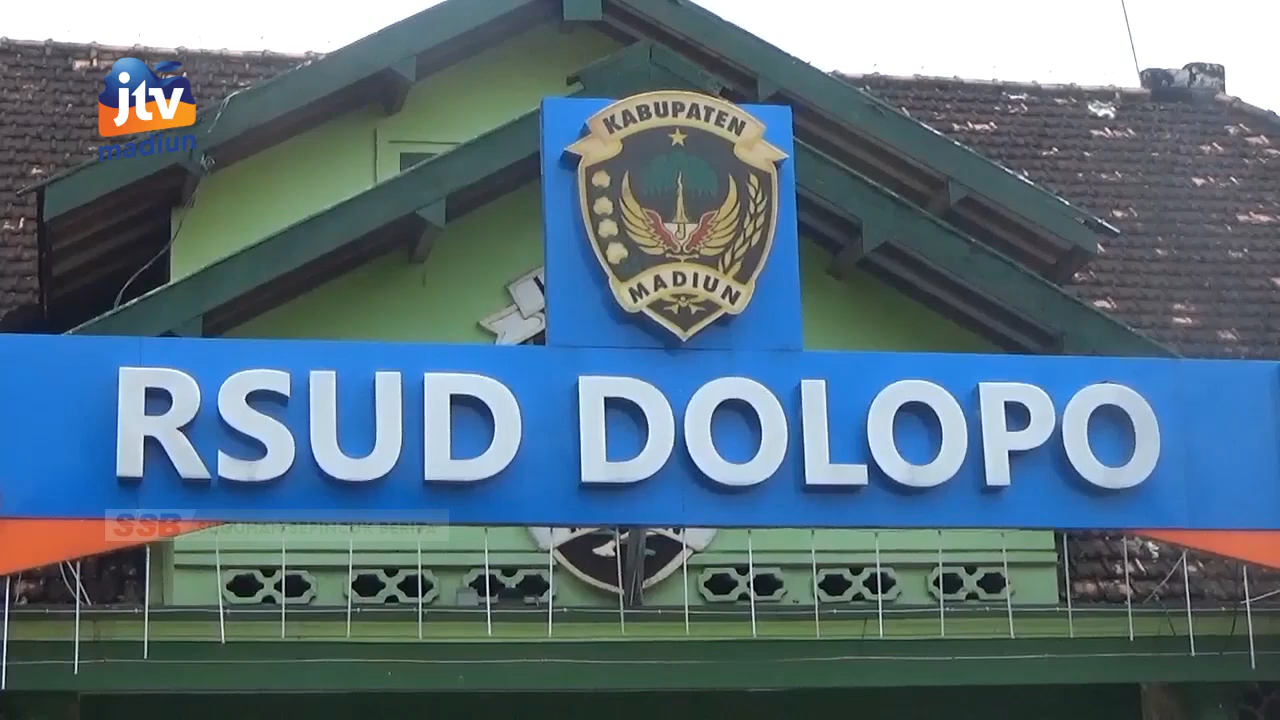 jtv
madiun
KABUPATEN
MADIUN
RSUD DOLOPO
SSB